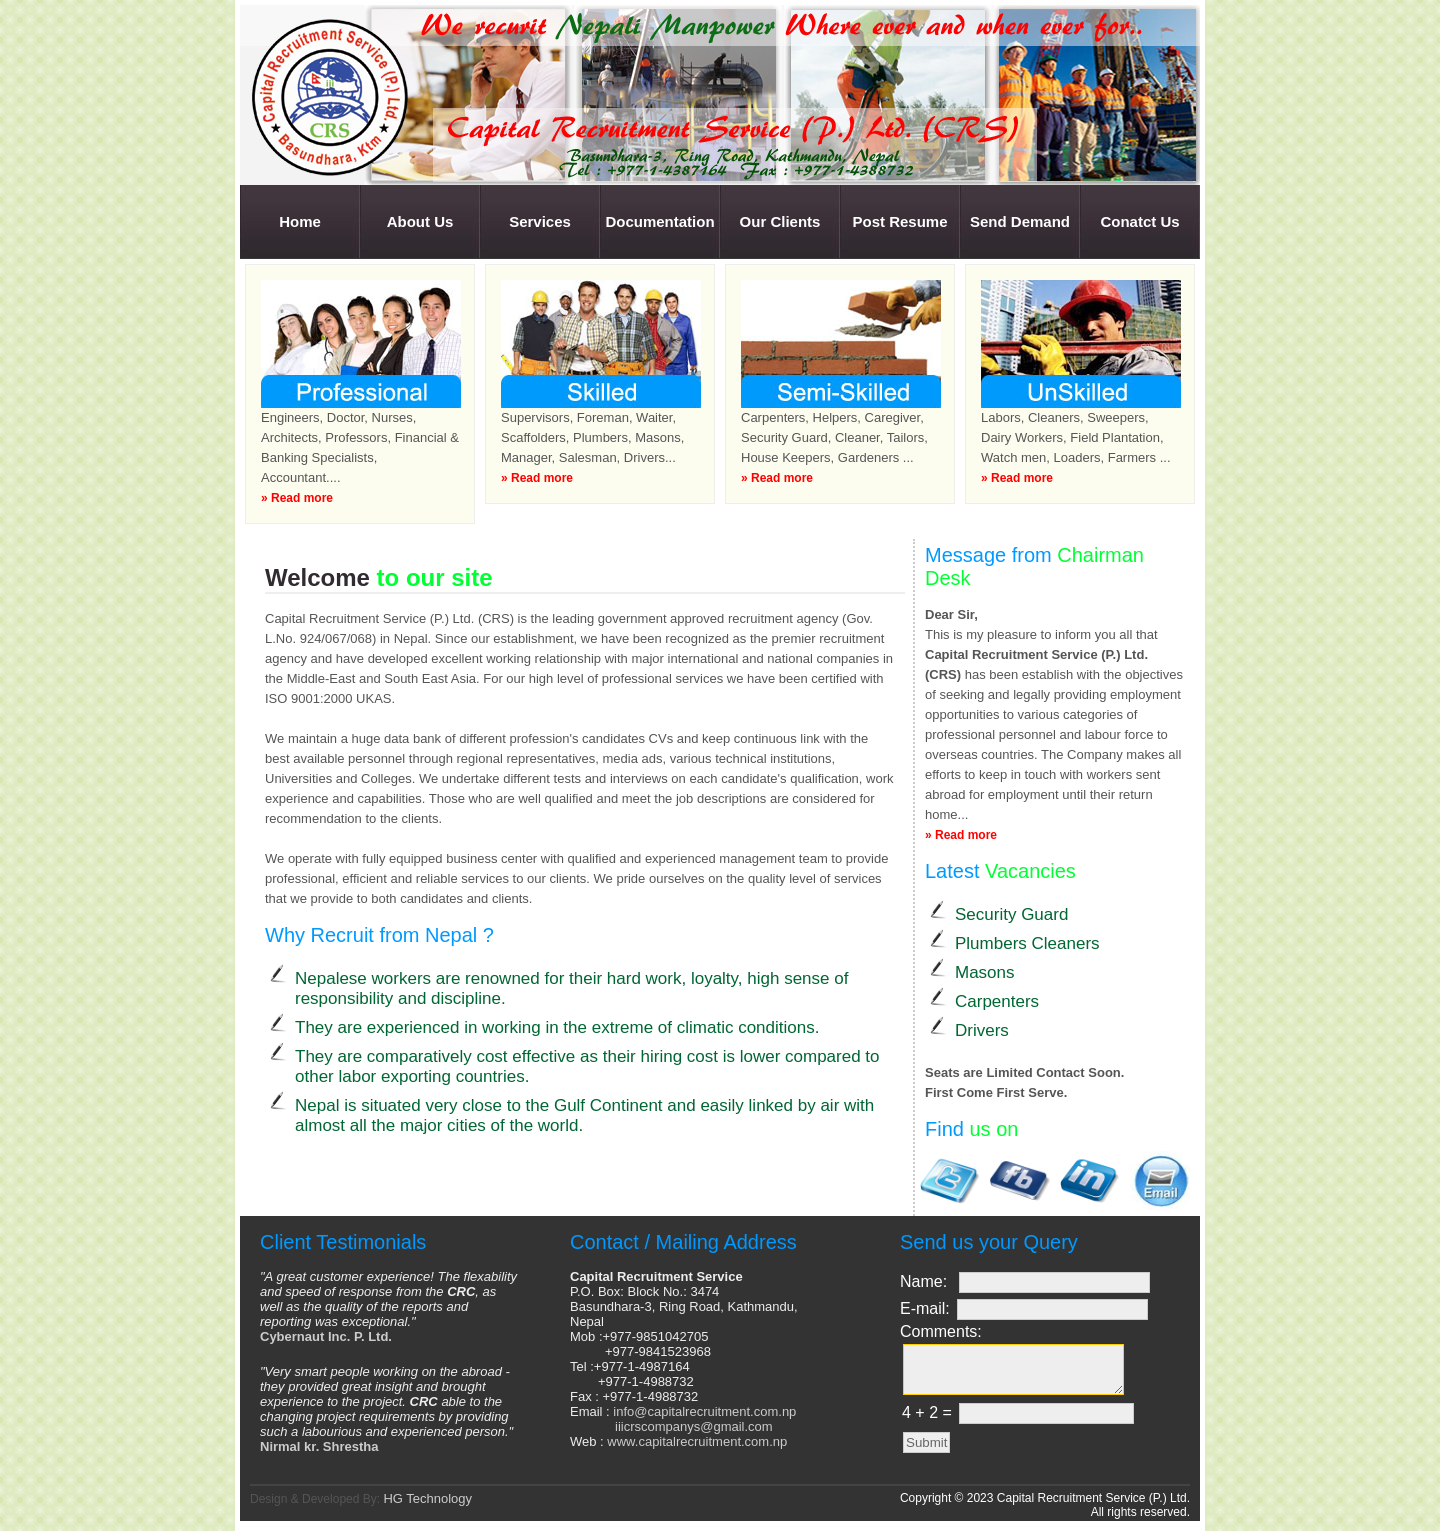 We recurit Nepali Manpower Where ever and when ever for..
Capital Recruitment Service (P.) Ltd.
CRS
Basundhara, Ktm
Capital Recruitment Service (P.) Ltd. (CRS)
Basundhara-3, Ring Road, Kathmandu, Nepal
Tel : +977-1-4387164 Fax : +977-1-4388732
Home
About Us
Services
Documentation
Our Clients
Post Resume
Send Demand
Conatct Us
Professional
Engineers, Doctor, Nurses,
Architects, Professors, Financial &
Banking Specialists,
Accountant....
» Read more
Skilled
Supervisors, Foreman, Waiter,
Scaffolders, Plumbers, Masons,
Manager, Salesman, Drivers...
» Read more
Semi-Skilled
Carpenters, Helpers, Caregiver,
Security Guard, Cleaner, Tailors,
House Keepers, Gardeners ...
» Read more
UnSkilled
Labors, Cleaners, Sweepers,
Dairy Workers, Field Plantation,
Watch men, Loaders, Farmers ...
» Read more
Welcome to our site
Capital Recruitment Service (P.) Ltd. (CRS) is the leading government approved recruitment agency (Gov.
L.No. 924/067/068) in Nepal. Since our establishment, we have been recognized as the premier recruitment
agency and have developed excellent working relationship with major international and national companies in
the Middle-East and South East Asia. For our high level of professional services we have been certified with
ISO 9001:2000 UKAS.
We maintain a huge data bank of different profession's candidates CVs and keep continuous link with the
best available personnel through regional representatives, media ads, various technical institutions,
Universities and Colleges. We undertake different tests and interviews on each candidate's qualification, work
experience and capabilities. Those who are well qualified and meet the job descriptions are considered for
recommendation to the clients.
We operate with fully equipped business center with qualified and experienced management team to provide
professional, efficient and reliable services to our clients. We pride ourselves on the quality level of services
that we provide to both candidates and clients.
Why Recruit from Nepal ?
Nepalese workers are renowned for their hard work, loyalty, high sense of
responsibility and discipline.
They are experienced in working in the extreme of climatic conditions.
They are comparatively cost effective as their hiring cost is lower compared to
other labor exporting countries.
Nepal is situated very close to the Gulf Continent and easily linked by air with
almost all the major cities of the world.
Message from Chairman
Desk
Dear Sir,
This is my pleasure to inform you all that
Capital Recruitment Service (P.) Ltd.
(CRS) has been establish with the objectives
of seeking and legally providing employment
opportunities to various categories of
professional personnel and labour force to
overseas countries. The Company makes all
efforts to keep in touch with workers sent
abroad for employment until their return
home...
» Read more
Latest Vacancies
Security Guard
Plumbers Cleaners
Masons
Carpenters
Drivers
Seats are Limited Contact Soon.
First Come First Serve.
Find us on
t
fb
in
Email
Client Testimonials
"A great customer experience! The flexability
and speed of response from the CRC, as
well as the quality of the reports and
reporting was exceptional."
Cybernaut Inc. P. Ltd.
"Very smart people working on the abroad -
they provided great insight and brought
experience to the project. CRC able to the
changing project requirements by providing
such a labourious and experienced person."
Nirmal kr. Shrestha
Contact / Mailing Address
Capital Recruitment Service
P.O. Box: Block No.: 3474
Basundhara-3, Ring Road, Kathmandu,
Nepal
Mob :+977-9851042705
+977-9841523968
Tel :+977-1-4987164
+977-1-4988732
Fax : +977-1-4988732
Email : info@capitalrecruitment.com.np
iiicrscompanys@gmail.com
Web : www.capitalrecruitment.com.np
Send us your Query
Name:
E-mail:
Comments:
4 + 2 =
Submit
Design & Developed By: HG Technology
Copyright © 2023 Capital Recruitment Service (P.) Ltd.
All rights reserved.